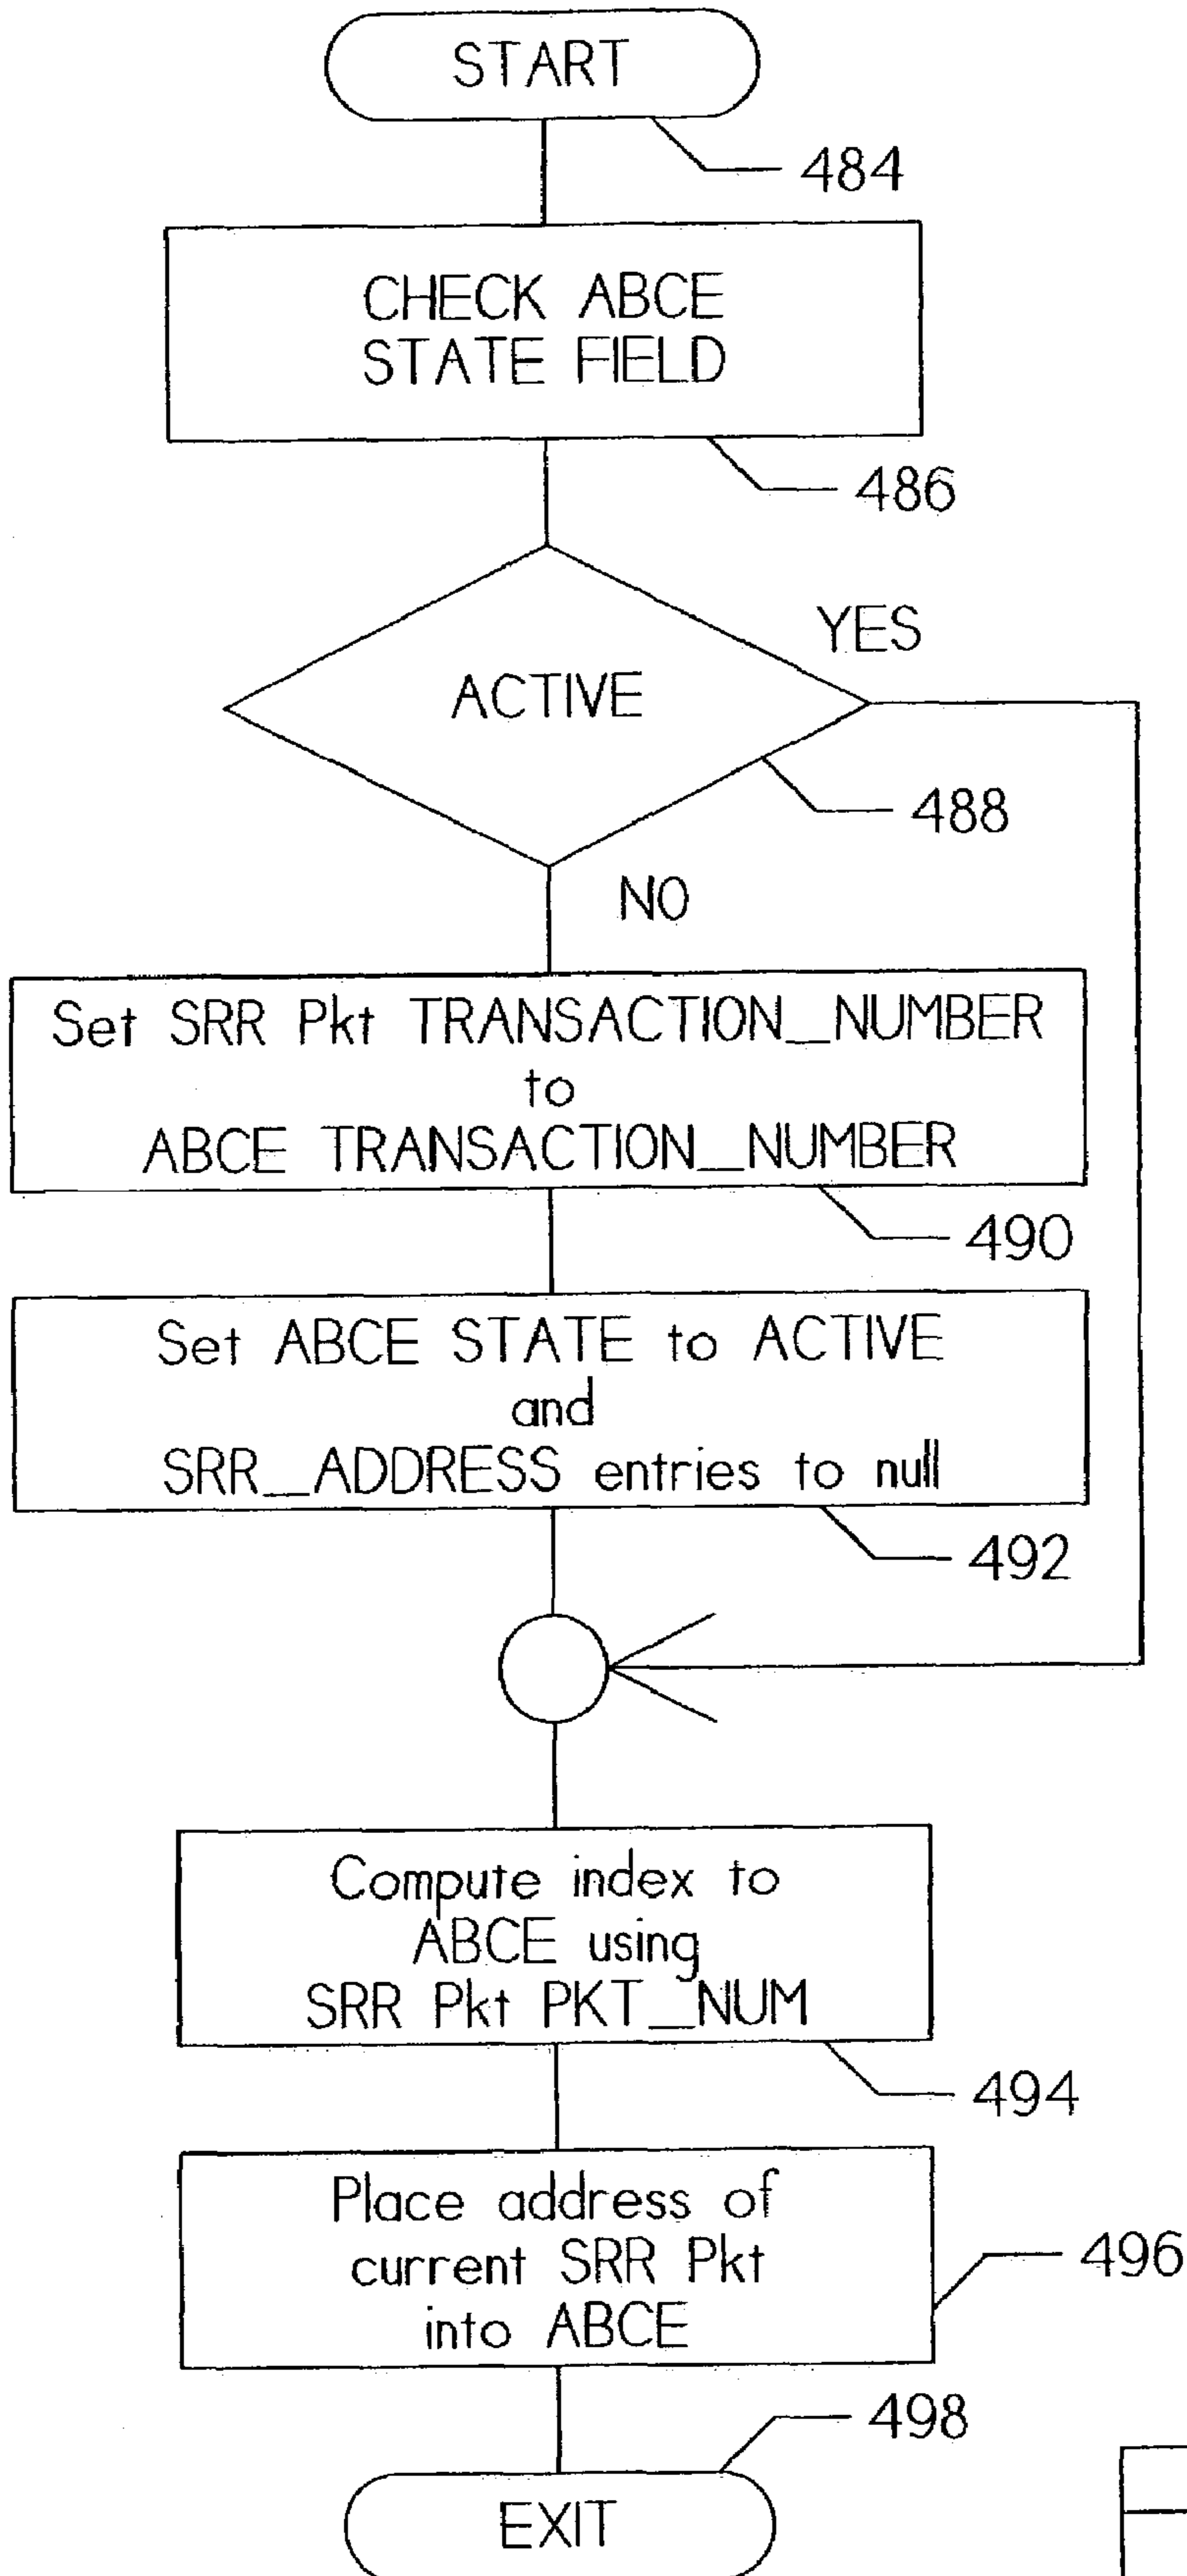 START
484
CHECK ABCE
STATE FIELD
486
YES
ACTIVE
488
NO
Set SRR Pkt TRANSACTION_NUMBER
to
ABCE TRANSACTION_NUMBER
490
Set ABCE STATE to ACTIVE
and
SRR_ADDRESS entries to null
492
Compute index to
ABCE using
SRR Pkt PKT_NUM
494
Place address of
current SRR Pkt
into ABCE
496
498
EXIT